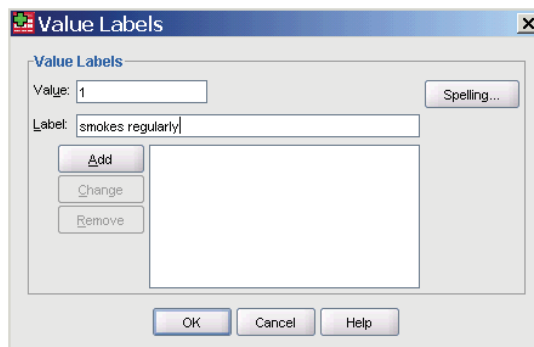 Value Labels
Value Labels
Value: 1
Spelling...
Label: smokes regularly
Add
Change
Remove
OK Cancel Help